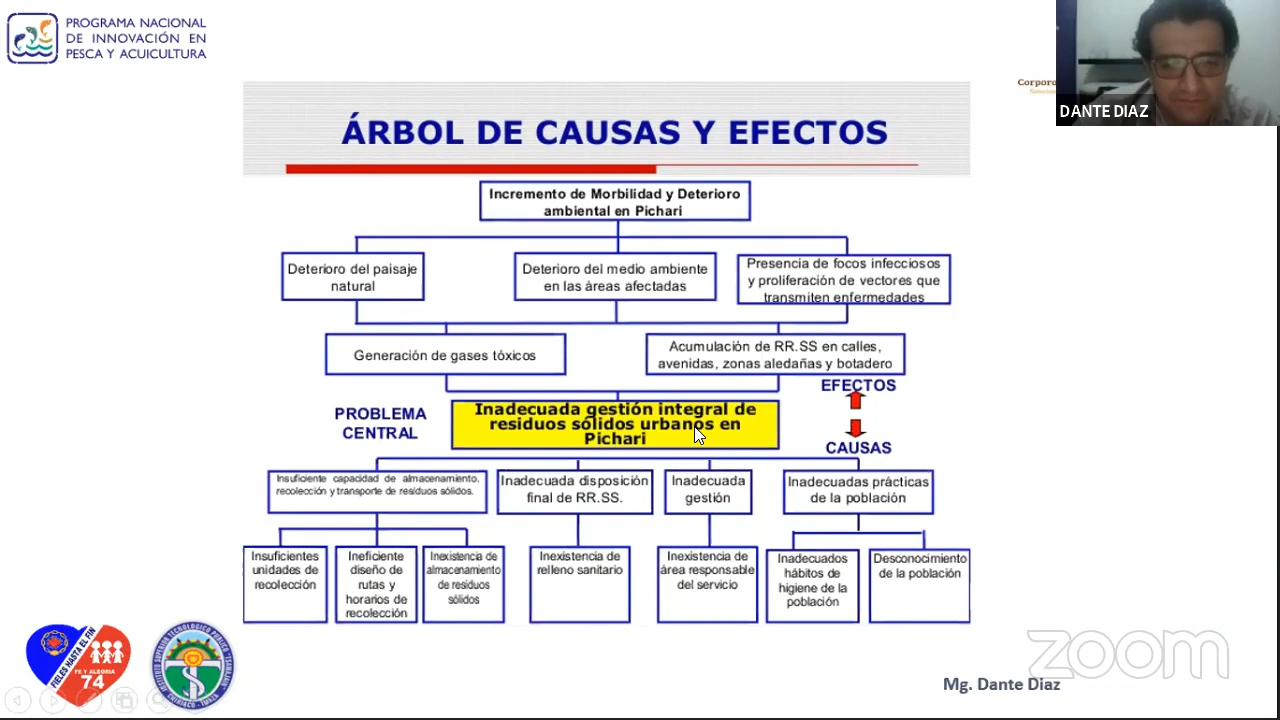 PROGRAMA NACIONAL
DE INNOVACIÓN EN
PESCA Y ACUICULTURA
DANTE DIAZ
ÁRBOL DE CAUSAS Y EFECTOS
Incremento de Morbilidad y Deterioro
ambiental en Pichari
Deterioro del paisaje
natural
Deterioro del medio ambiente
en las áreas afectadas
Presencia de focos infecciosos
y proliferación de vectores que
transmiten enfermedades
Generación de gases tóxicos
Acumulación de RR.SS en calles,
avenidas, zonas aledañas y botadero
EFECTOS
PROBLEMA
CENTRAL
Inadecuada gestión integral de
residuos sólidos urbanos en
Pichari
CAUSAS
Insuficiente capacidad de almacenamiento,
recolección y transporte de residuos sólidos.
Inadecuada disposición
final de RR.SS.
Inadecuada
gestión
Inadecuadas prácticas
de la población
Insuficientes
unidades de
recolección
Ineficiente
diseño de
rutas y
horarios de
recolección
Inexistencia de
almacenamiento
de residuos
sólidos
Inexistencia de
relleno sanitario
Inexistencia de
área responsable
del servicio
Inadecuados
hábitos de
higiene de la
población
Desconocimiento
de la población
FIELES HASTA EL FIN
FE Y ALEGRIA
74
INSTITUTO SUPERIOR TECNOLÓGICO PÚBLICO
zoom
Mg. Dante Diaz